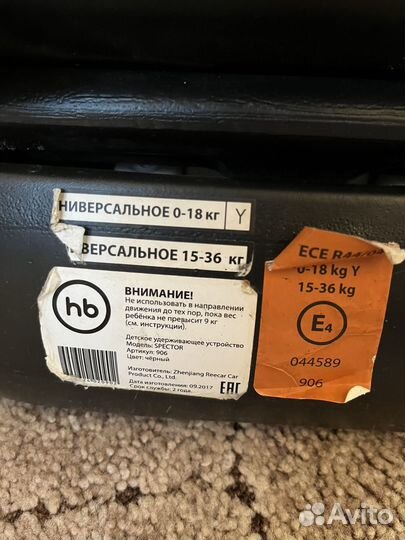 НИВЕРСАЛЬНОЕ 0-18 кг Y
ВЕРСАЛЬНОЕ 15-36 кг
hb
ВНИМАНИЕ!
Не использовать в направлении
движения до тех пор, пока вес
ребёнка не превысит 9 кг
(см. инструкции).
Детское удерживающее устройство
Модель: SPECTOR
Артикул: 906
Цвет: чёрный
Изготовитель: Zhenjiang Reecar Car
Product Co., Ltd.
Дата изготовления: 09.2017
Срок службы: 2 года.
EAC
ECE R44/04
0-18 kg Y
15-36 kg
E4
044589
906
Avito